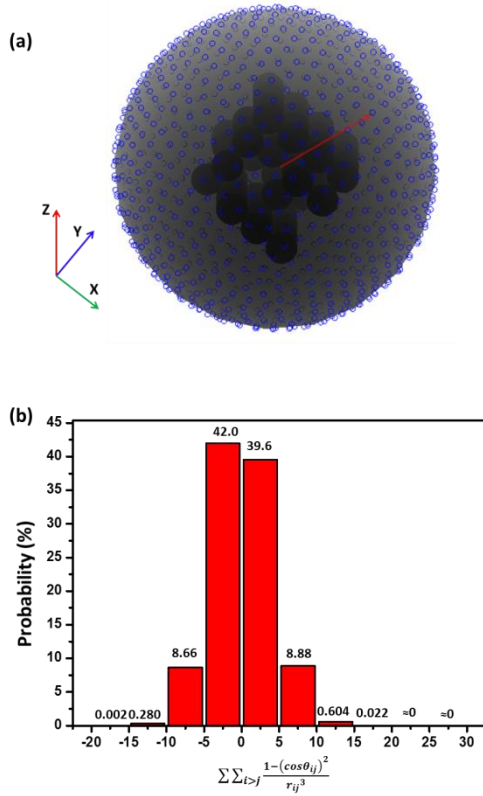 (a)
Z
Y
X
(b)
45
40
35
30
25
20
15
10
5
0
Probability (%)
0.002 0.280 8.66 42.0 39.6 8.88 0.604 0.022 ≈0 ≈0
-20 -15 -10 -5 0 5 10 15 20 25 30
∑∑ᵢ>ⱼ 1−(cosθᵢⱼ)² / rᵢⱼ³